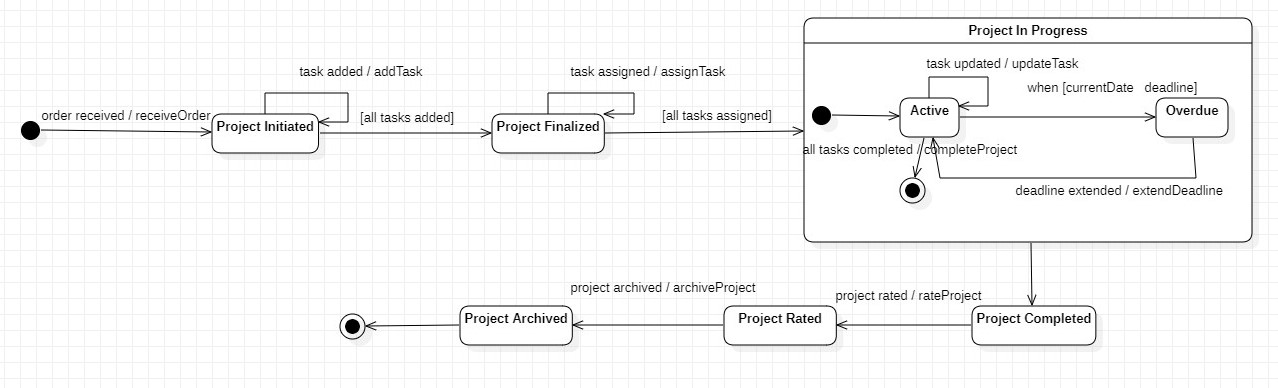 Project In Progress
task added / addTask
task assigned / assignTask
task updated / updateTask
when [currentDate   deadline]
order received / receiveOrder
Project Initiated
[all tasks added]
Project Finalized
[all tasks assigned]
Active
Overdue
all tasks completed / completeProject
deadline extended / extendDeadline
project archived / archiveProject
project rated / rateProject
Project Archived
Project Rated
Project Completed